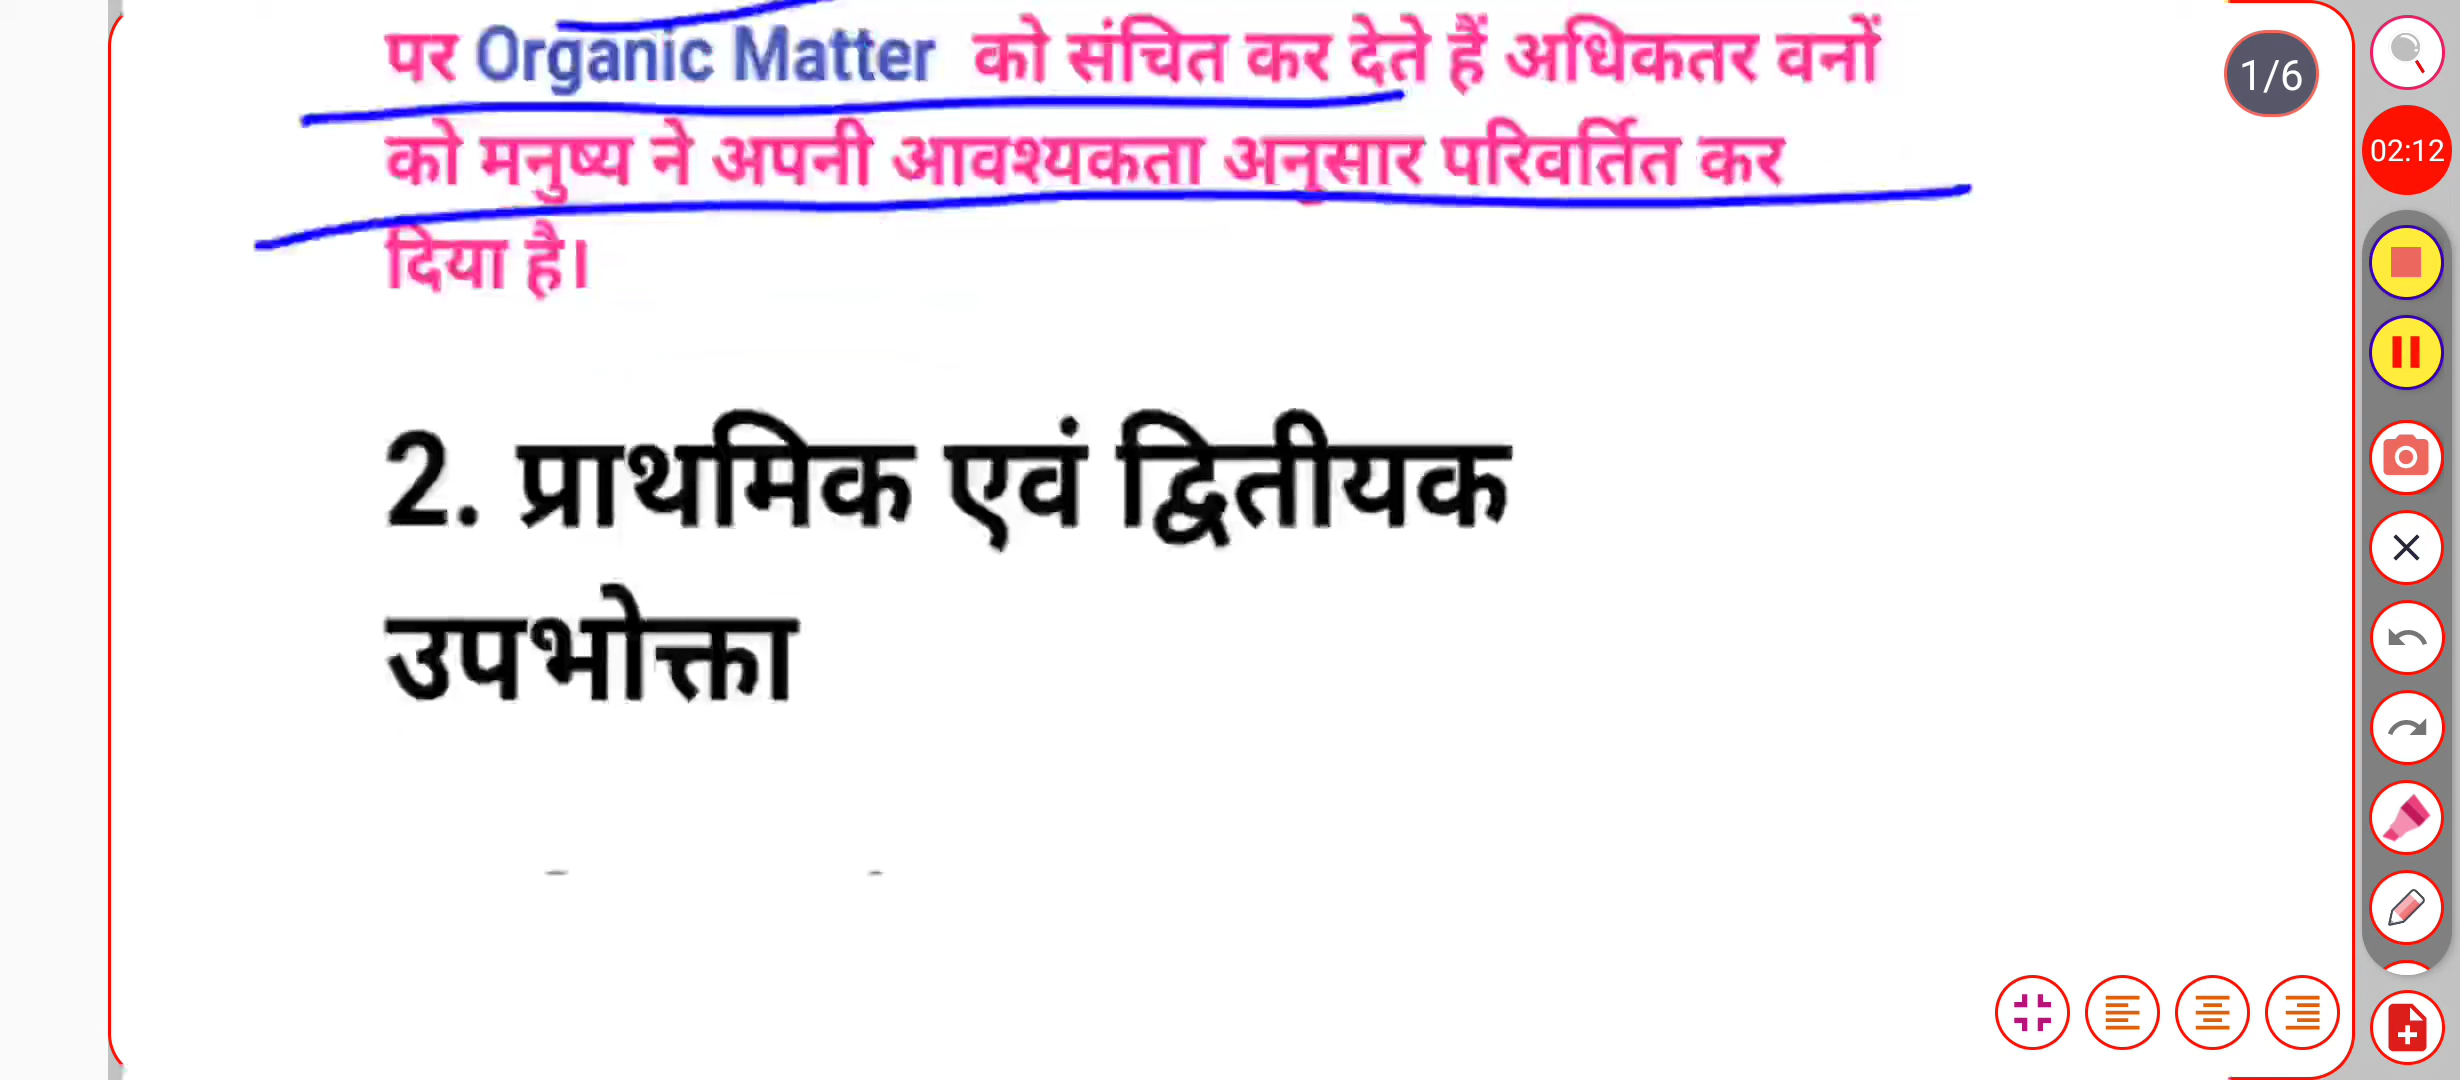 पर Organic Matter को संचित कर देते हैं अधिकतर वनों
को मनुष्य ने अपनी आवश्यकता अनुसार परिवर्तित कर
दिया है।
2. प्राथमिक एवं द्वितीयक
उपभोक्ता
1/6
02:12